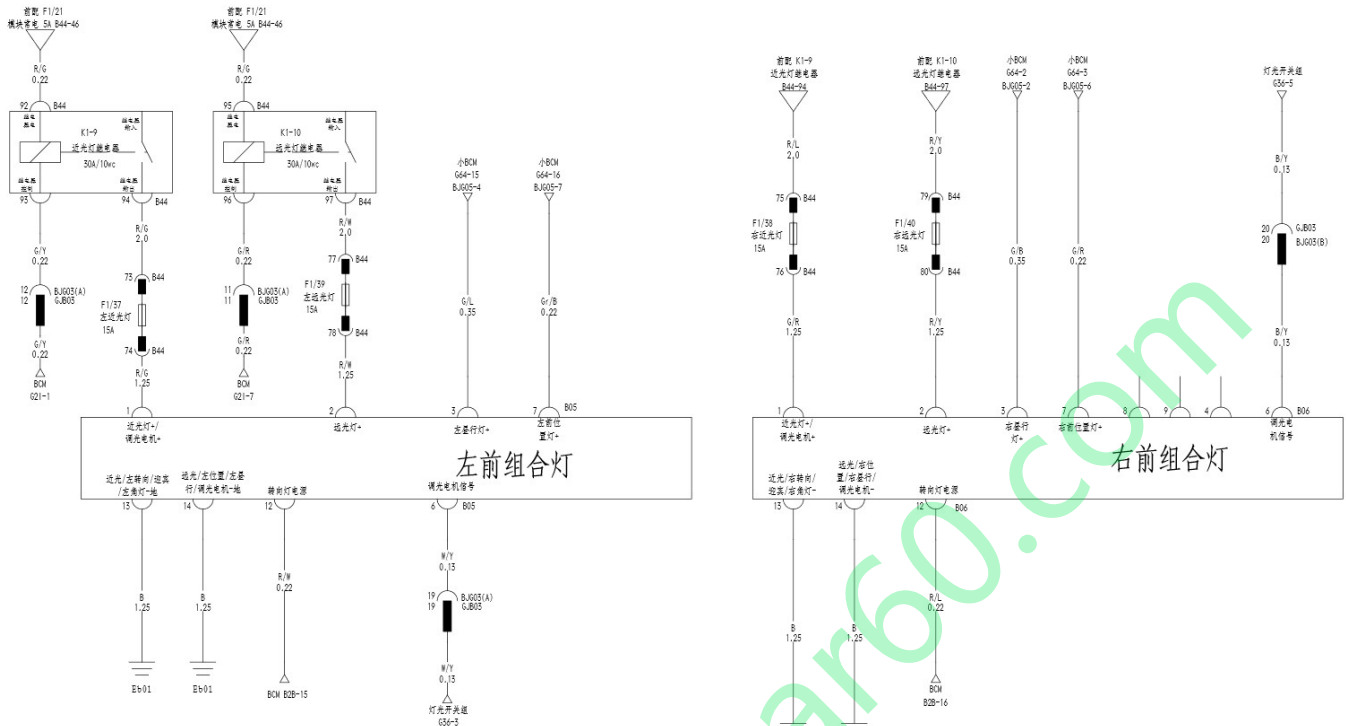 前配 F1/21
模块常电 5A B44-46
R/G
0.22
92 B44
K1-9
近光灯继电器
30A/10wc
93
94 B44
G/Y
0.22
12 BJG03(A)
12 GJB03
G/Y
0.22
BCM
G21-1
R/G
2.0
73 B44
F1/37
左近光灯
15A
74 B44
R/G
1.25
前配 F1/21
模块常电 5A B44-46
R/G
0.22
95 B44
K1-10
远光灯继电器
30A/10wc
96
97 B44
G/R
0.22
11 BJG03(A)
11 GJB03
G/R
0.22
BCM
G21-7
R/W
2.0
77 B44
F1/39
左远光灯
15A
78 B44
R/W
1.25
小BCM
G64-15
BJG05-4
G/L
0.35
小BCM
G64-16
BJG05-7
Gr/B
0.22
1
近光灯+/
调光电机+
2
远光灯+
3
左昼行灯+
7 B05
左前位
置灯+
左前组合灯
近光/左转向/迎宾
/左角灯-地
13
远光/左位置/左昼
行/调光电机-地
14
转向灯电源
12
调光电机信号
6 B05
B
1.25
Eb01
B
1.25
Eb01
R/W
0.22
BCM B2B-15
W/Y
0.13
19 BJG03(A)
19 GJB03
W/Y
0.13
灯光开关组
G36-3
前配 K1-9
近光灯继电器
B44-94
R/L
2.0
75 B44
F1/38
右近光灯
15A
76 B44
G/R
1.25
前配 K1-10
远光灯继电器
B44-97
R/Y
2.0
79 B44
F1/40
右远光灯
15A
80 B44
R/Y
1.25
小BCM
G64-2
BJG05-2
G/B
0.35
小BCM
G64-3
BJG05-6
G/R
0.22
灯光开关组
G36-5
B/Y
0.13
20 GJB03
20 BJG03(B)
B/Y
0.13
1
近光灯+/
调光电机+
2
远光灯+
3
右昼行
灯+
7
右前位置灯+
8
9
4
6 B06
调光电
机信号
右前组合灯
近光/右转向/
迎宾/右角灯-
13
远光/右位
置/右昼行/
调光电机-
14
转向灯电源
12 B06
B
1.25
B
1.25
R/L
0.22
BCM
B2B-16
ar60.com